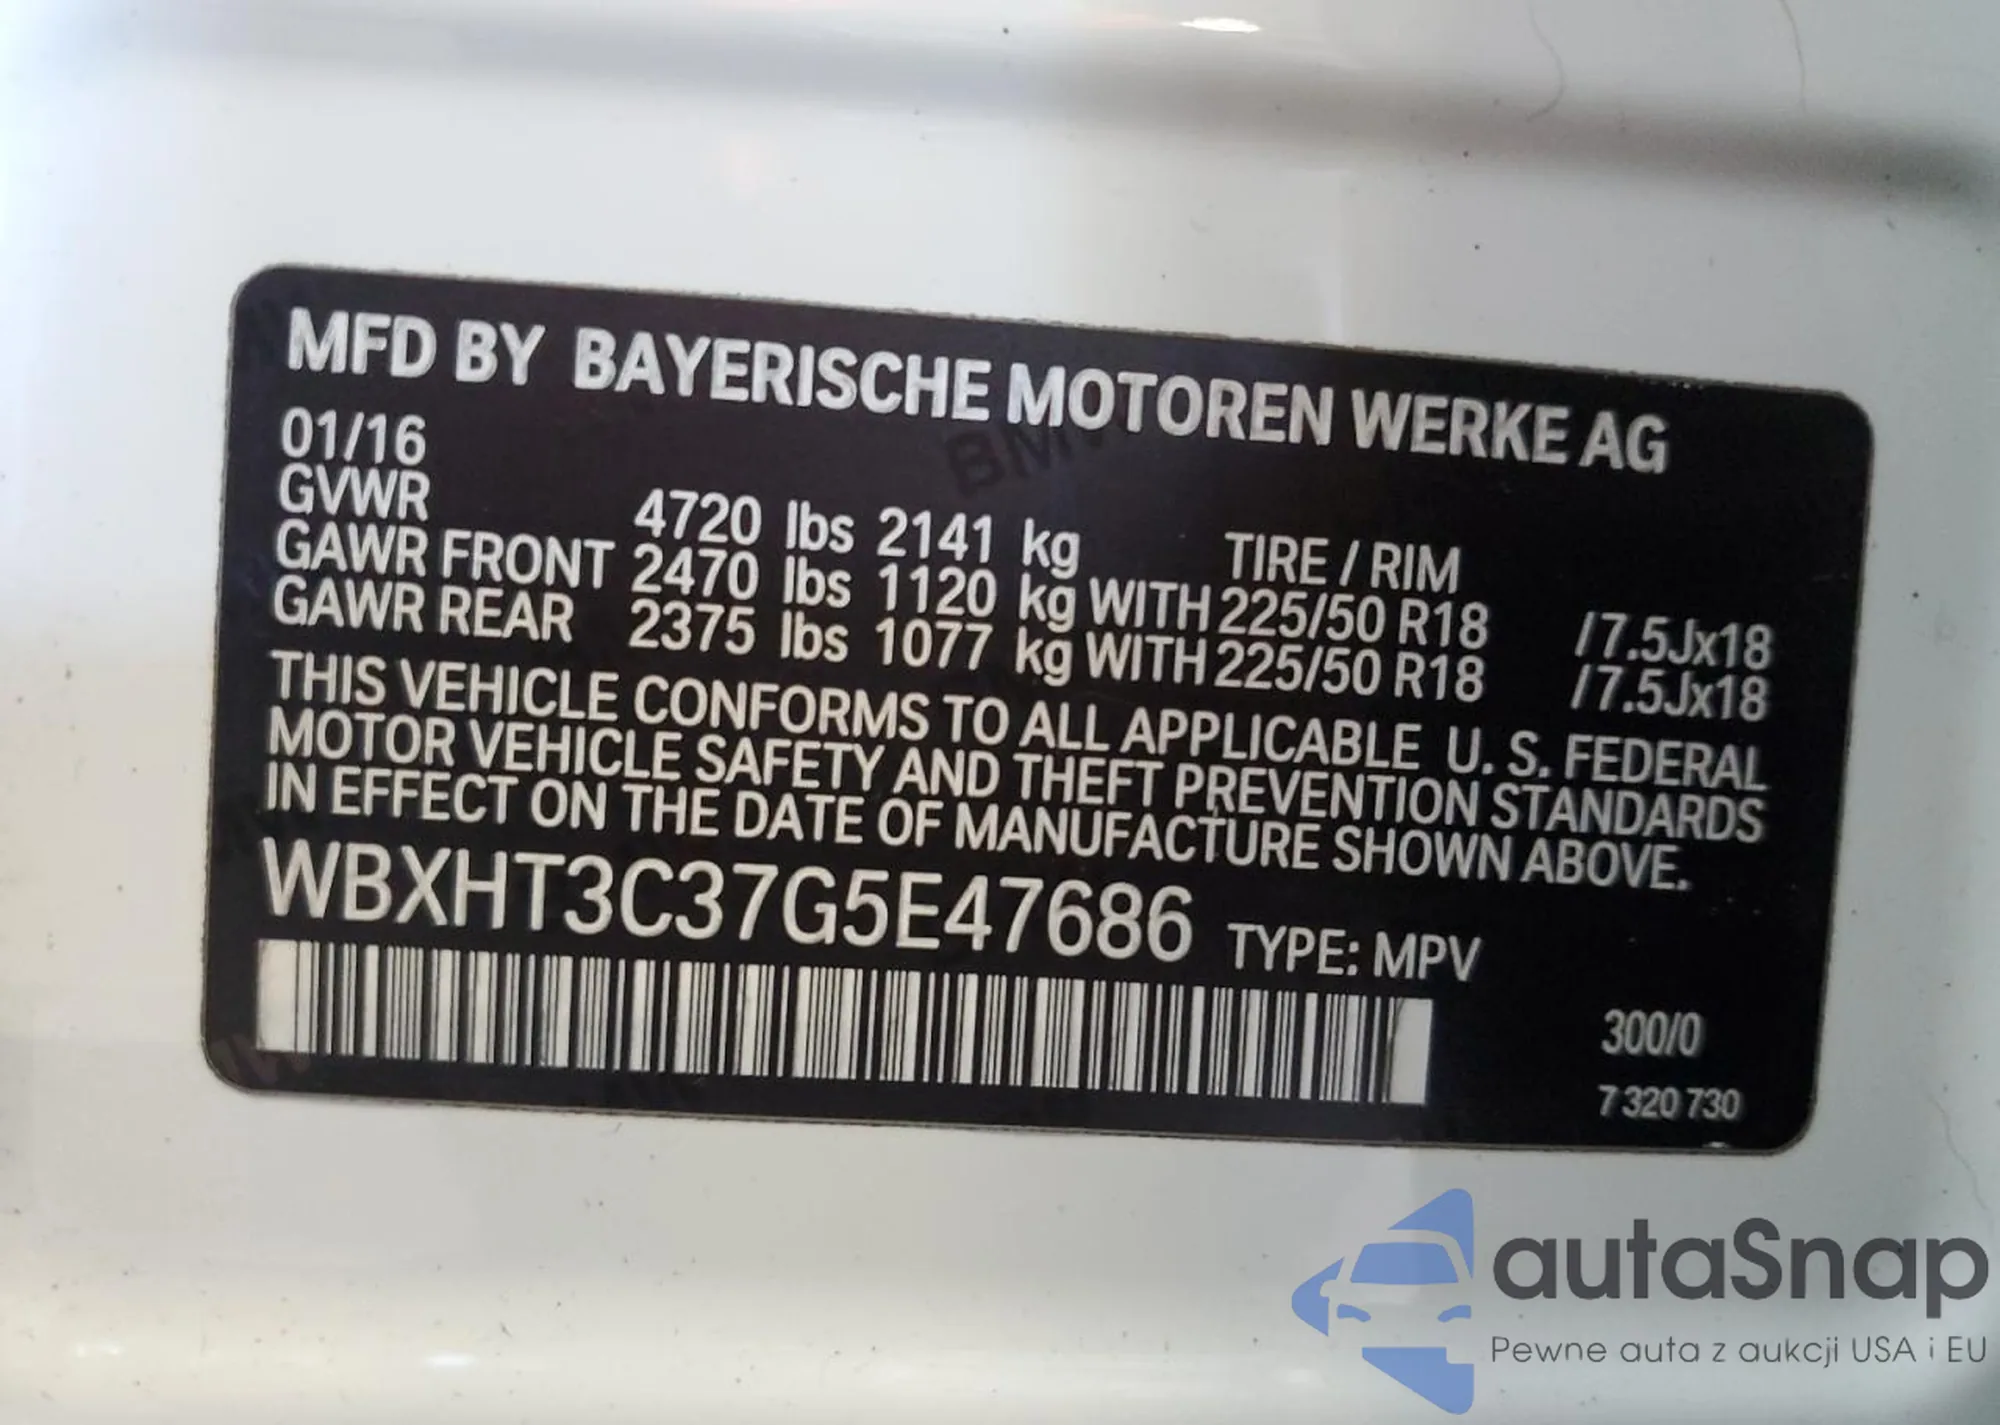 MFD BY BAYERISCHE MOTOREN WERKE AG
01/16
GVWR 4720 lbs 2141 kg TIRE / RIM
GAWR FRONT 2470 lbs 1120 kg WITH 225/50 R18 /7.5Jx18
GAWR REAR 2375 lbs 1077 kg WITH 225/50 R18 /7.5Jx18
THIS VEHICLE CONFORMS TO ALL APPLICABLE U. S. FEDERAL
MOTOR VEHICLE SAFETY AND THEFT PREVENTION STANDARDS
IN EFFECT ON THE DATE OF MANUFACTURE SHOWN ABOVE.
WBXHT3C37G5E47686 TYPE: MPV
300/0
7 320 730
autaSnap
Pewne auta z aukcji USA i EU